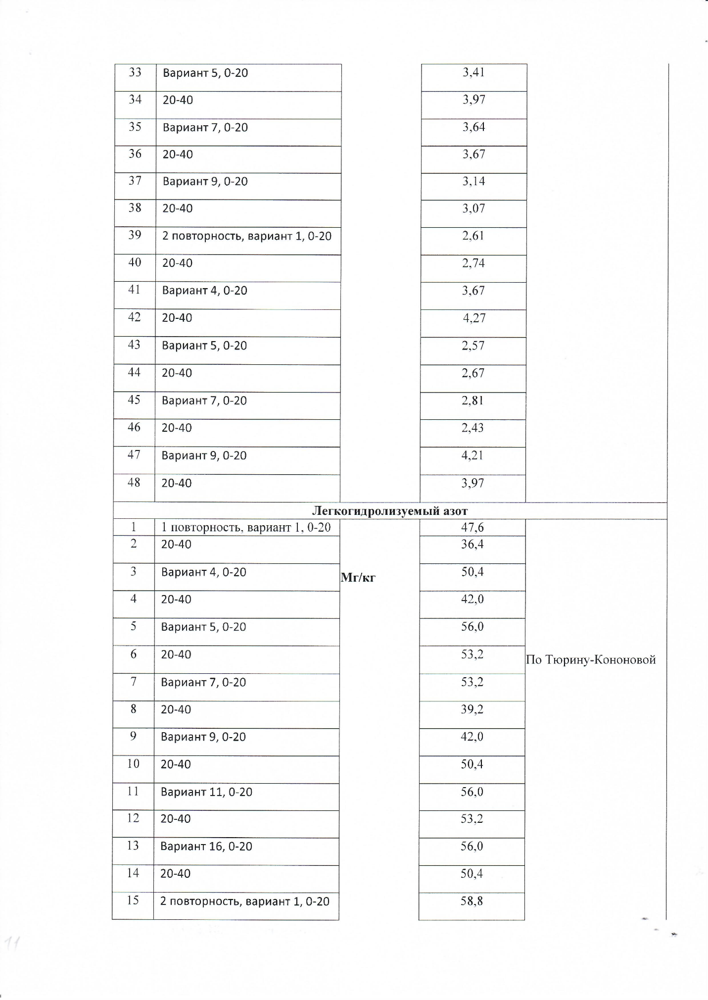 33 Вариант 5, 0-20 3,41
34 20-40 3,97
35 Вариант 7, 0-20 3,64
36 20-40 3,67
37 Вариант 9, 0-20 3,14
38 20-40 3,07
39 2 повторность, вариант 1, 0-20 2,61
40 20-40 2,74
41 Вариант 4, 0-20 3,67
42 20-40 4,27
43 Вариант 5, 0-20 2,57
44 20-40 2,67
45 Вариант 7, 0-20 2,81
46 20-40 2,43
47 Вариант 9, 0-20 4,21
48 20-40 3,97
Легкогидролизуемый азот
1 1 повторность, вариант 1, 0-20 47,6
2 20-40 36,4
3 Вариант 4, 0-20 Мг/кг 50,4
4 20-40 42,0
5 Вариант 5, 0-20 56,0
6 20-40 53,2 По Тюрину-Кононовой
7 Вариант 7, 0-20 53,2
8 20-40 39,2
9 Вариант 9, 0-20 42,0
10 20-40 50,4
11 Вариант 11, 0-20 56,0
12 20-40 53,2
13 Вариант 16, 0-20 56,0
14 20-40 50,4
15 2 повторность, вариант 1, 0-20 58,8
11